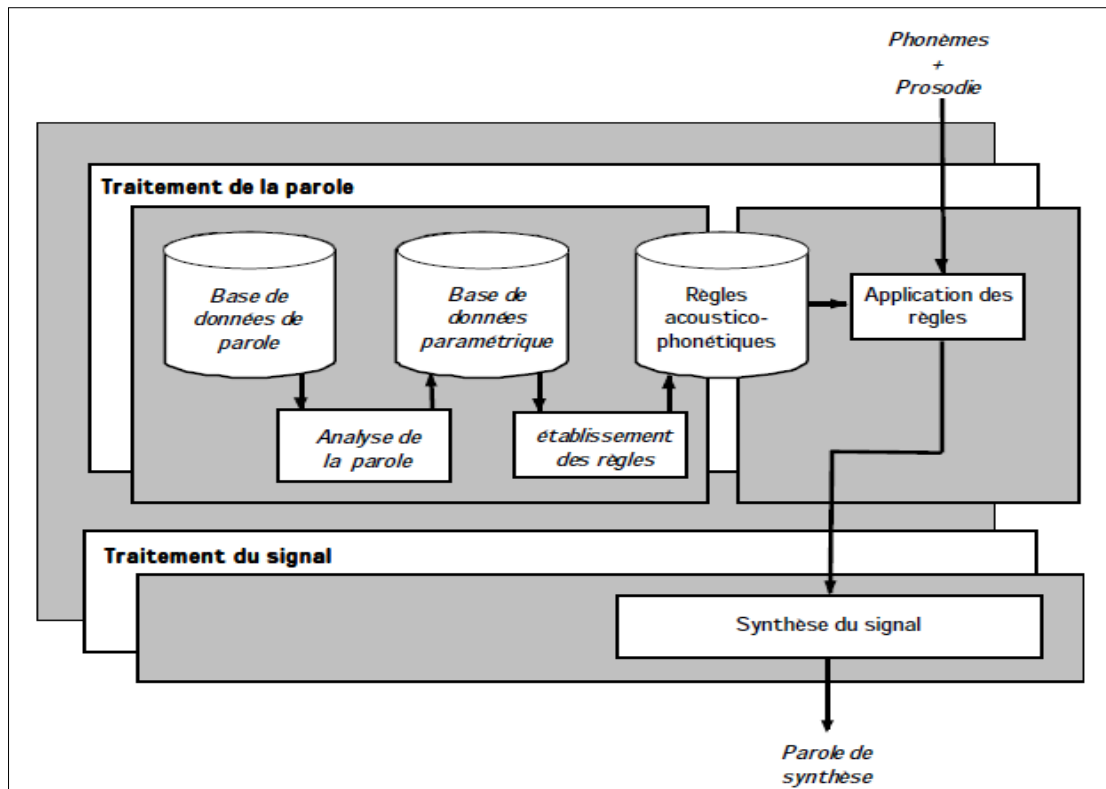 Phonèmes
+
Prosodie
Traitement de la parole
Base de
données de
parole
Base de
données
paramétrique
Règles
acoustico-
phonétiques
Application des
règles
Analyse de
la parole
établissement
des règles
Traitement du signal
Synthèse du signal
Parole de
synthèse